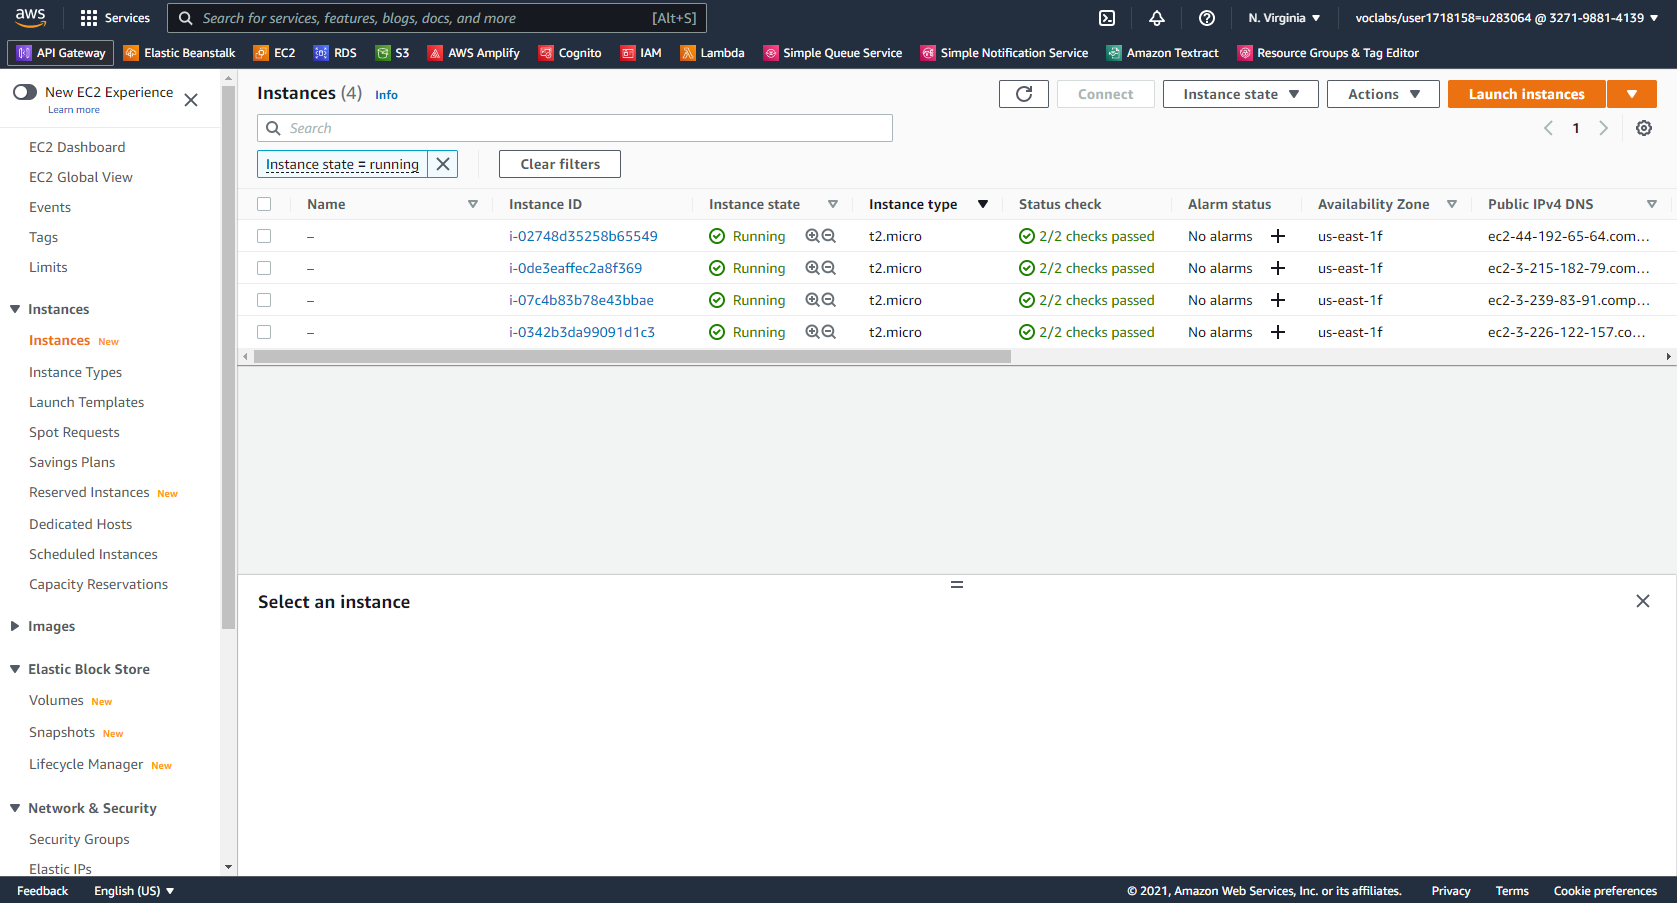 aws Services Search for services, features, blogs, docs, and more [Alt+S] N. Virginia voclabs/user1718158=u283064 @ 3271-9881-4139
API Gateway Elastic Beanstalk EC2 RDS S3 AWS Amplify Cognito IAM Lambda Simple Queue Service Simple Notification Service Amazon Textract Resource Groups & Tag Editor
New EC2 Experience
Learn more
EC2 Dashboard
EC2 Global View
Events
Tags
Limits
Instances
Instances New
Instance Types
Launch Templates
Spot Requests
Savings Plans
Reserved Instances New
Dedicated Hosts
Scheduled Instances
Capacity Reservations
Images
Elastic Block Store
Volumes New
Snapshots New
Lifecycle Manager New
Network & Security
Security Groups
Elastic IPs
Instances (4) Info Connect Instance state Actions Launch instances
Search 1
Instance state = running Clear filters
Name Instance ID Instance state Instance type Status check Alarm status Availability Zone Public IPv4 DNS
– i-02748d35258b65549 Running t2.micro 2/2 checks passed No alarms + us-east-1f ec2-44-192-65-64.com...
– i-0de3eaffec2a8f369 Running t2.micro 2/2 checks passed No alarms + us-east-1f ec2-3-215-182-79.com...
– i-07c4b83b78e43bbae Running t2.micro 2/2 checks passed No alarms + us-east-1f ec2-3-239-83-91.comp...
– i-0342b3da99091d1c3 Running t2.micro 2/2 checks passed No alarms + us-east-1f ec2-3-226-122-157.co...
Select an instance
Feedback English (US) © 2021, Amazon Web Services, Inc. or its affiliates. Privacy Terms Cookie preferences